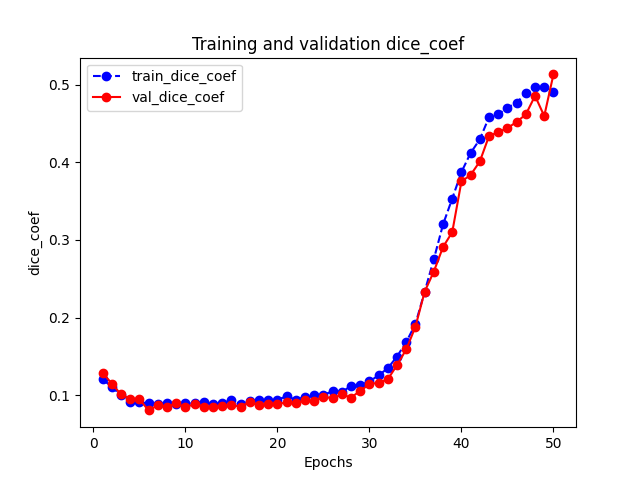 Training and validation dice_coef
train_dice_coef
val_dice_coef
dice_coef
0.5
0.4
0.3
0.2
0.1
0 10 20 30 40 50
Epochs